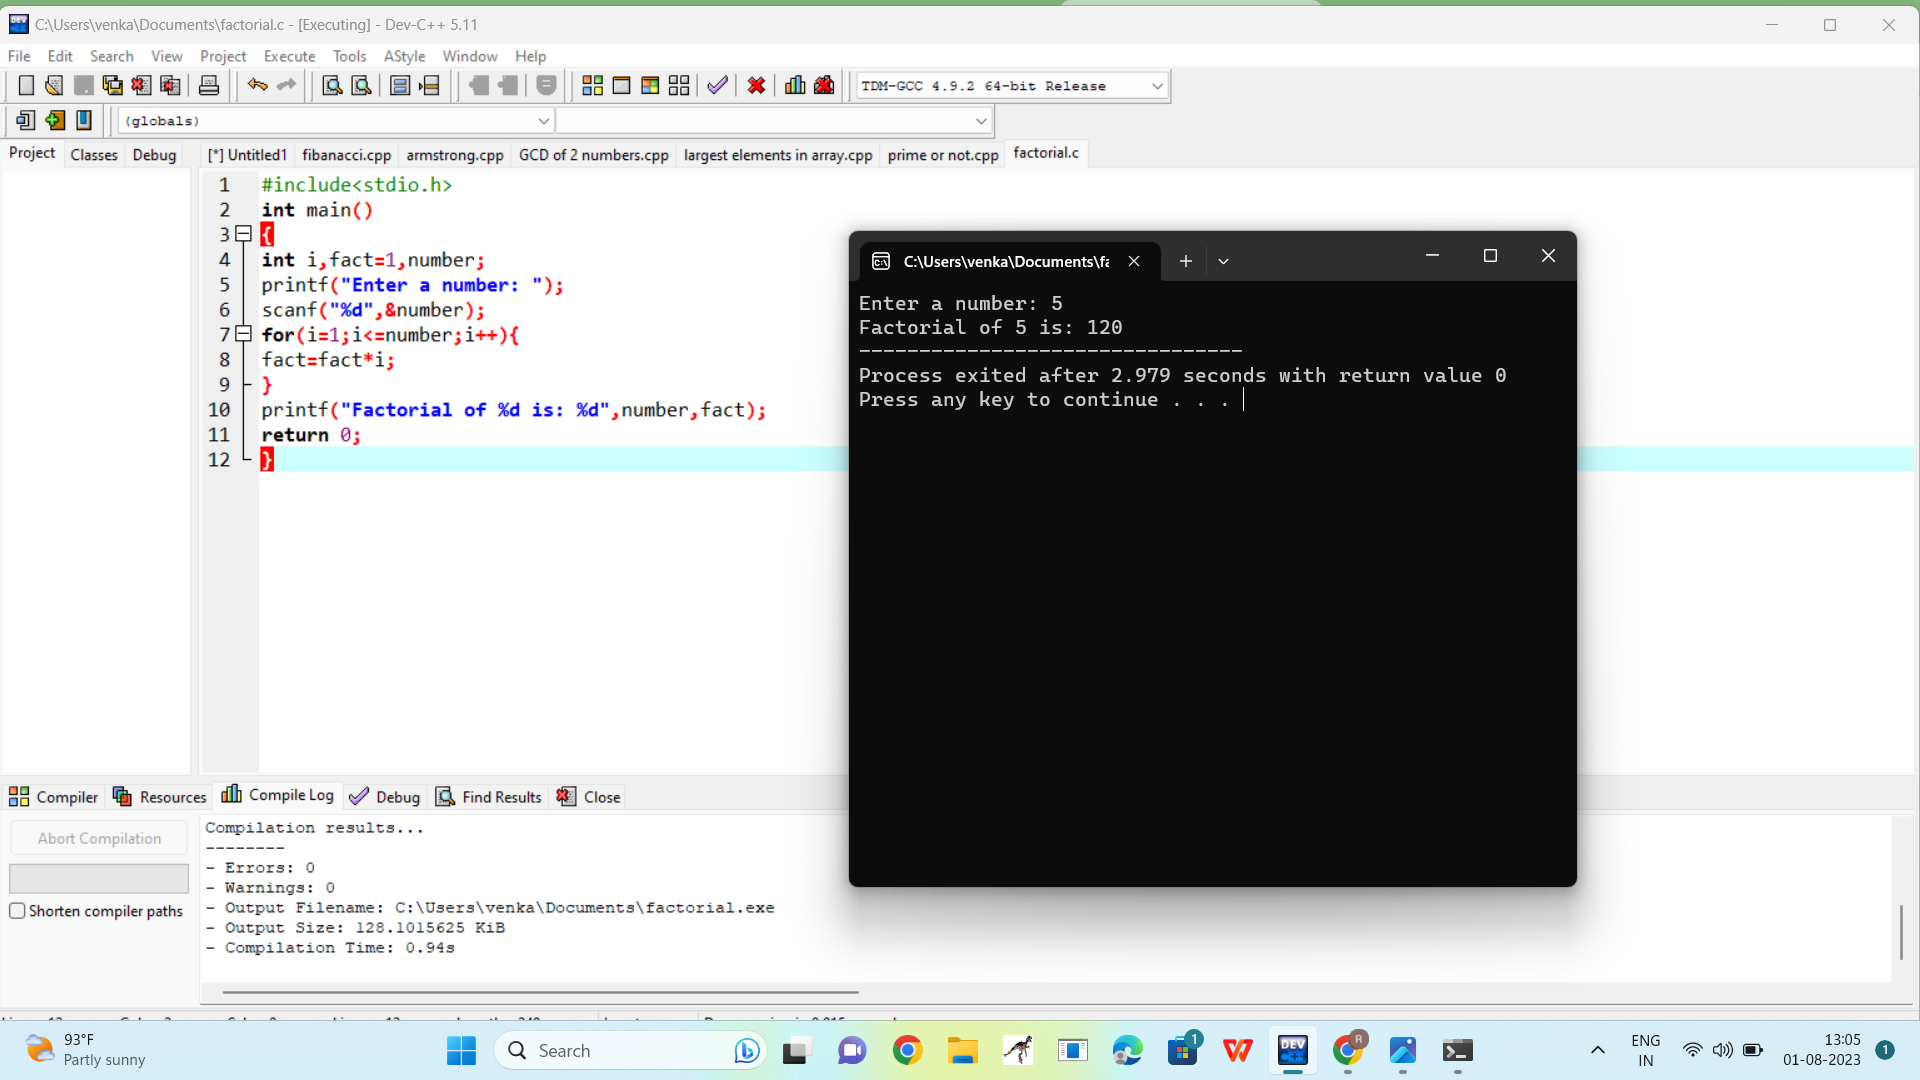 C:\Users\venka\Documents\factorial.c - [Executing] - Dev-C++ 5.11
File Edit Search View Project Execute Tools AStyle Window Help
TDM-GCC 4.9.2 64-bit Release
(globals)
Project Classes Debug
[*] Untitled1 fibanacci.cpp armstrong.cpp GCD of 2 numbers.cpp largest elements in array.cpp prime or not.cpp factorial.c
1 #include<stdio.h>
2 int main()
3 {
4 int i,fact=1,number;
5 printf("Enter a number: ");
6 scanf("%d",&number);
7 for(i=1;i<=number;i++){
8 fact=fact*i;
9 }
10 printf("Factorial of %d is: %d",number,fact);
11 return 0;
12 }
C:\Users\venka\Documents\fa
Enter a number: 5
Factorial of 5 is: 120
--------------------------------
Process exited after 2.979 seconds with return value 0
Press any key to continue . . .
Compiler Resources Compile Log Debug Find Results Close
Abort Compilation
Shorten compiler paths
Compilation results...
--------
- Errors: 0
- Warnings: 0
- Output Filename: C:\Users\venka\Documents\factorial.exe
- Output Size: 128.1015625 KiB
- Compilation Time: 0.94s
93°F
Partly sunny
Search
1
DEV
C++
R
ENG
IN
13:05
01-08-2023
1